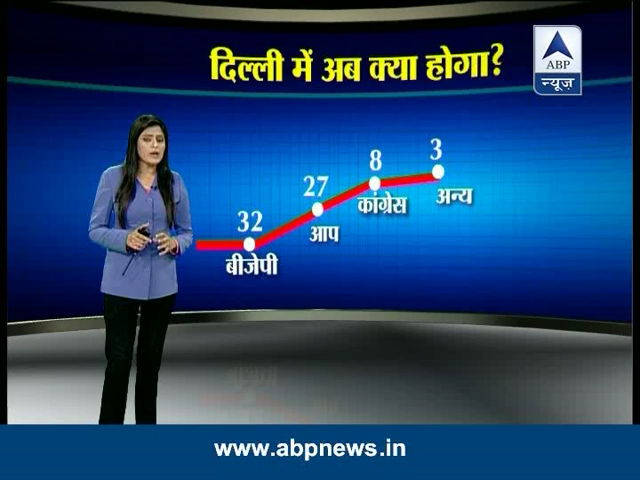 दिल्ली में अब क्या होगा?
ABP
न्यूज़
32
बीजेपी
27
आप
8
कांग्रेस
3
अन्य
www.abpnews.in